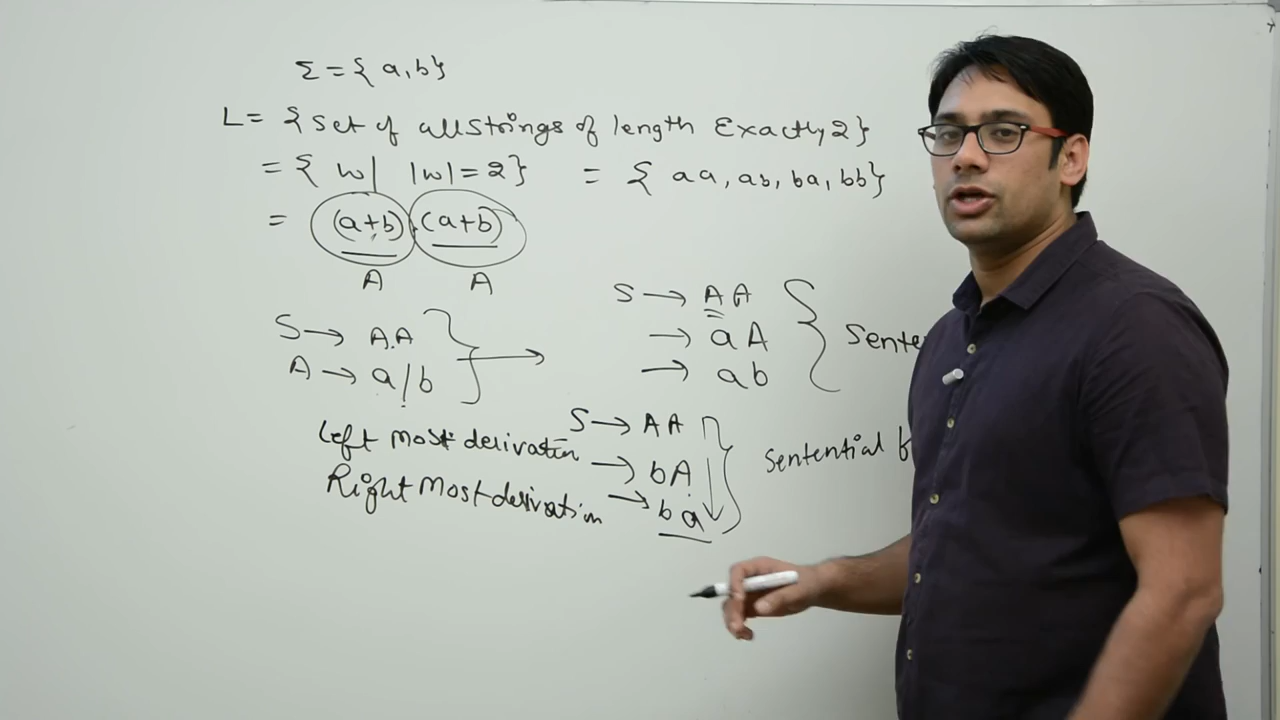 Σ = { a, b}
L = { set of all strings of length Exactly 2}
= { w | |w| = 2 } = { aa, ab, ba, bb}
= (a+b).(a+b)
A A
S → A.A
A → a/b
S → AA
→ aA
→ ab
Left most derivation
Right Most derivation
S → AA
→ bA
→ ba
Sentential